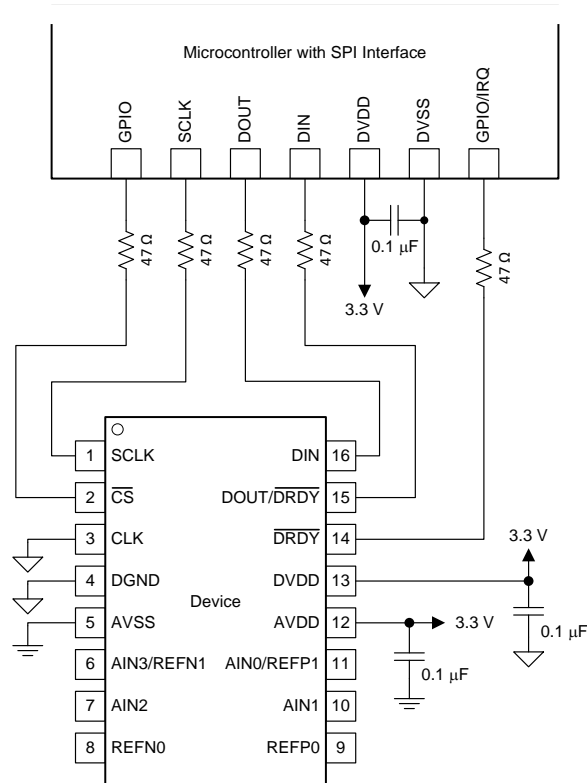 Microcontroller with SPI Interface
GPIO
SCLK
DOUT
DIN
DVDD
DVSS
GPIO/IRQ
47 Ω
47 Ω
47 Ω
47 Ω
0.1 µF
47 Ω
3.3 V
1 SCLK
DIN 16
2 C̅S̅
DOUT/D̅R̅D̅Y̅ 15
3 CLK
D̅R̅D̅Y̅ 14
3.3 V
4 DGND
DVDD 13
Device
5 AVSS
AVDD 12
3.3 V
0.1 µF
6 AIN3/REFN1
AIN0/REFP1 11
0.1 µF
7 AIN2
AIN1 10
8 REFN0
REFP0 9